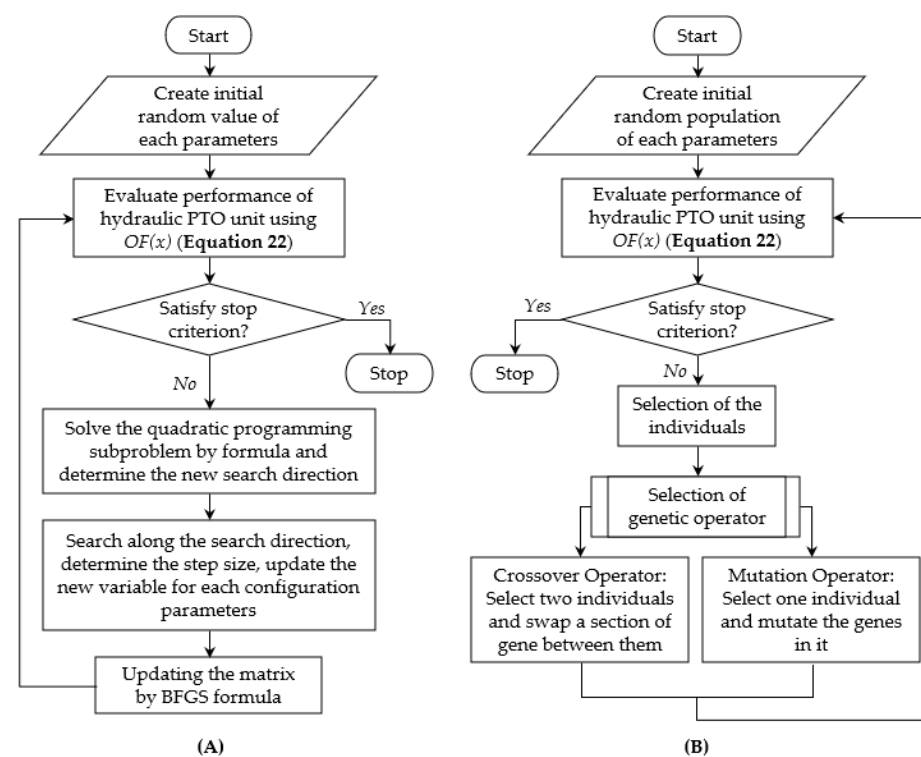 Start
Create initial
random value of
each parameters
Evaluate performance of
hydraulic PTO unit using
OF(x) (Equation 22)
Satisfy stop
criterion?
Yes
Stop
No
Solve the quadratic programming
subproblem by formula and
determine the new search direction
Search along the search direction,
determine the step size, update the
new variable for each configuration
parameters
Updating the matrix
by BFGS formula
(A)
Start
Create initial
random population
of each parameters
Evaluate performance of
hydraulic PTO unit using
OF(x) (Equation 22)
Satisfy stop
criterion?
Yes
Stop
No
Selection of the
individuals
Selection of
genetic operator
Crossover Operator:
Select two individuals
and swap a section of
gene between them
Mutation Operator:
Select one individual
and mutate the genes
in it
(B)